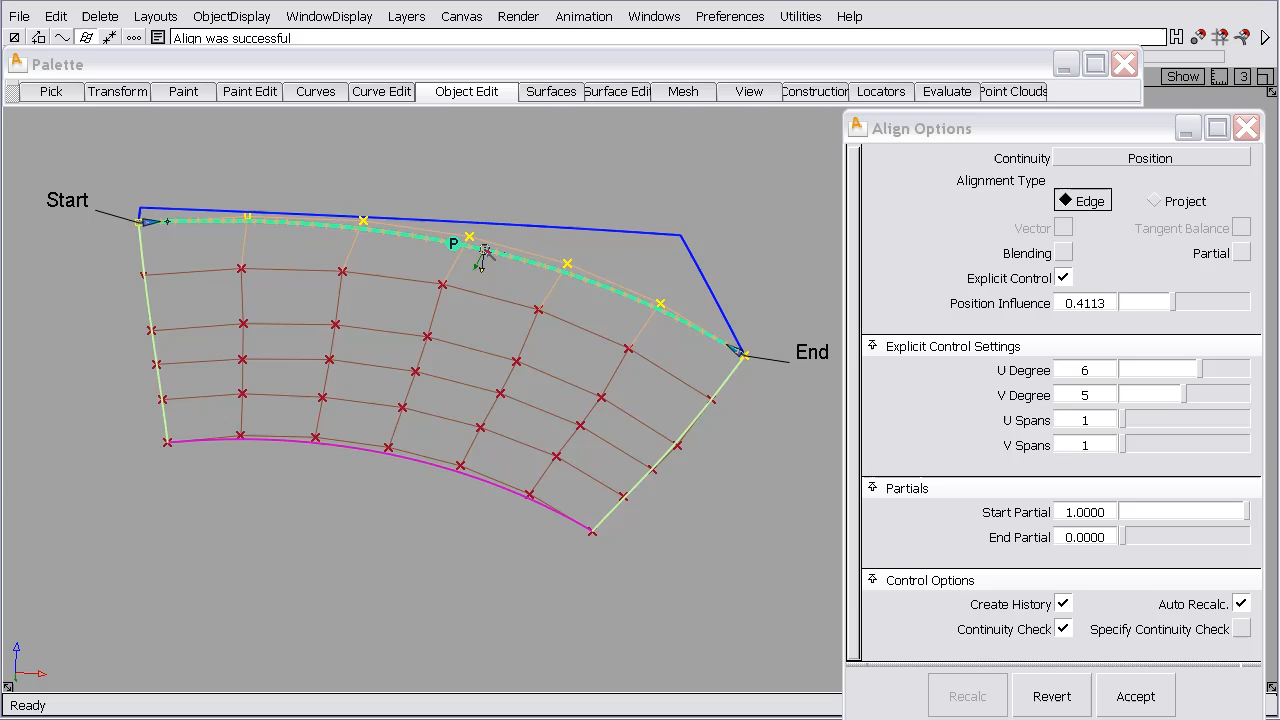 File Edit Delete Layouts ObjectDisplay WindowDisplay Layers Canvas Render Animation Windows Preferences Utilities Help
Align was successful
Palette
Show 3
Pick Transform Paint Paint Edit Curves Curve Edit Object Edit Surfaces Surface Edi Mesh View Construction Locators Evaluate Point Clouds
Align Options
Continuity Position
Alignment Type
Edge Project
Vector Tangent Balance
Blending Partial
Explicit Control
Position Influence 0.4113
Explicit Control Settings
U Degree 6
V Degree 5
U Spans 1
V Spans 1
Partials
Start Partial 1.0000
End Partial 0.0000
Control Options
Create History Auto Recalc.
Continuity Check Specify Continuity Check
Recalc Revert Accept
Start
P
End
Ready